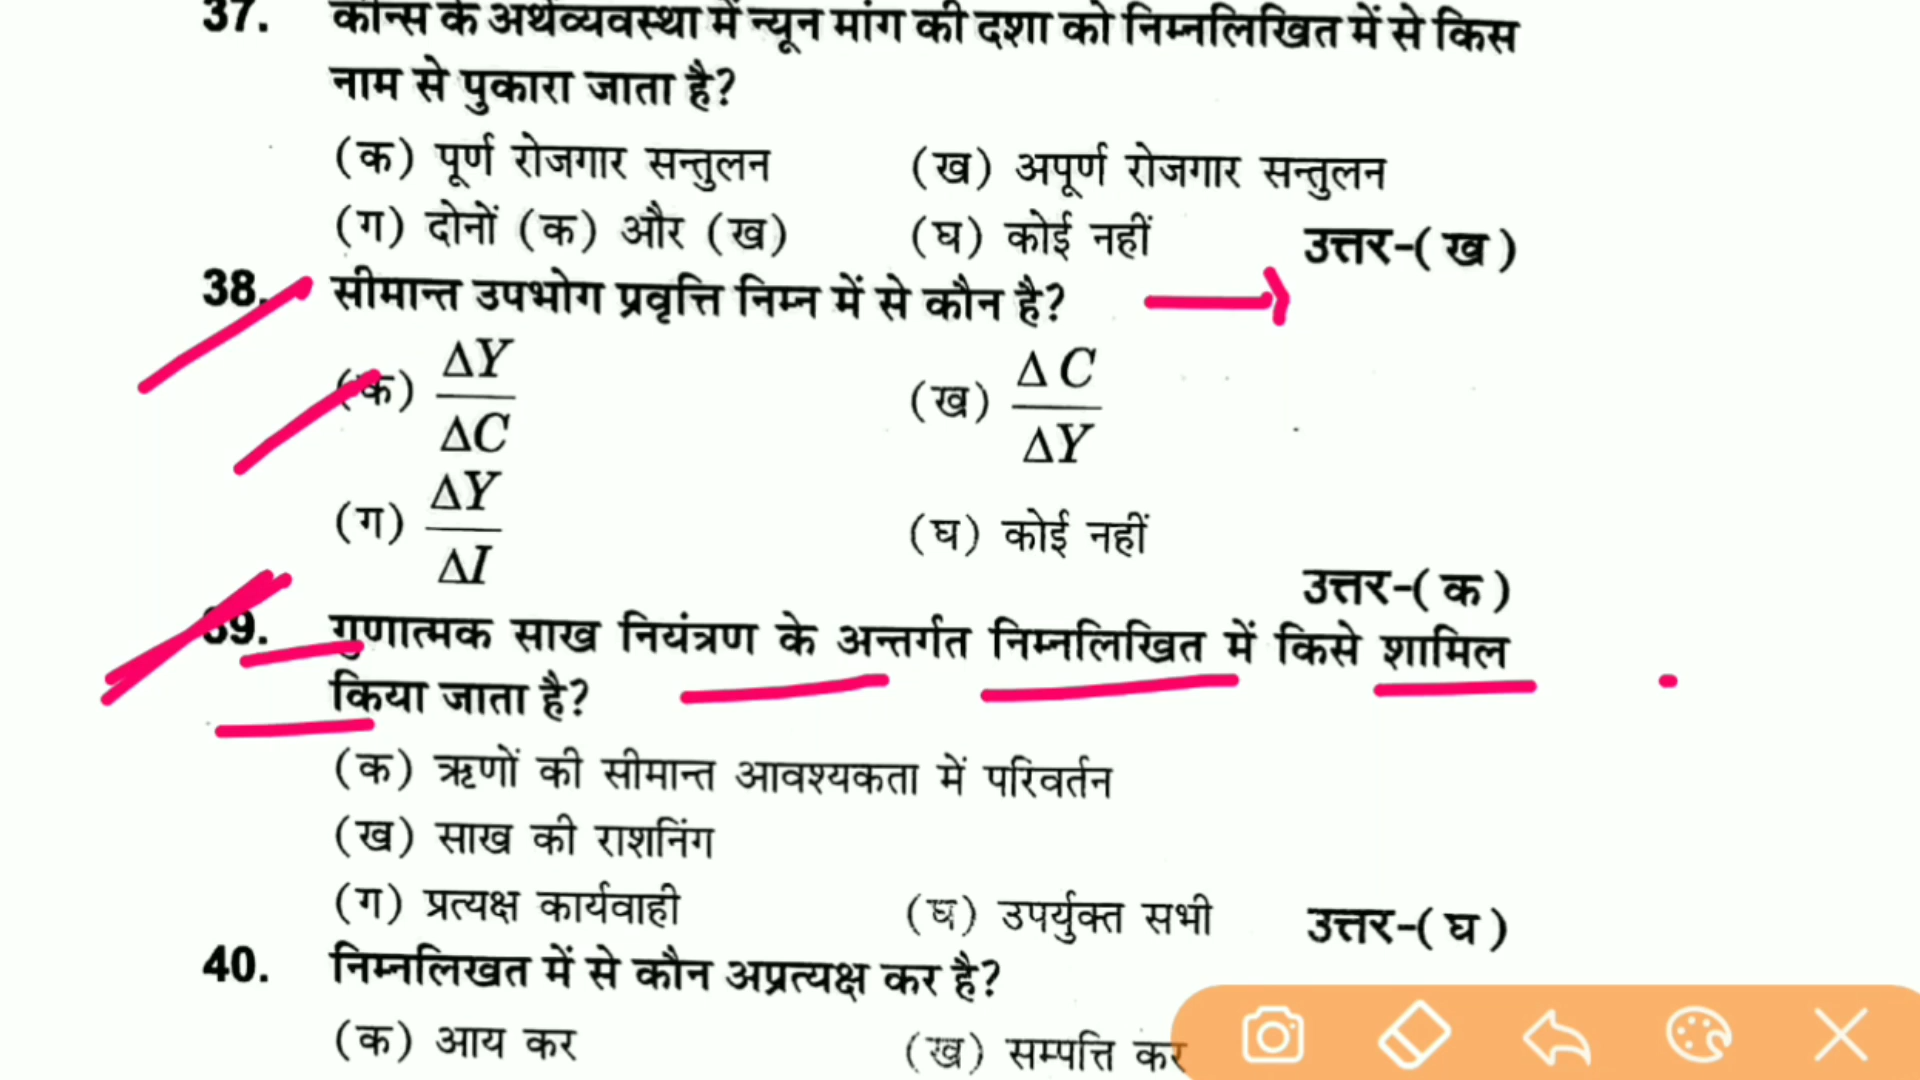 37. कीन्स के अर्थव्यवस्था में न्यून मांग की दशा को निम्नलिखित में से किस
नाम से पुकारा जाता है?
(क) पूर्ण रोजगार सन्तुलन (ख) अपूर्ण रोजगार सन्तुलन
(ग) दोनों (क) और (ख) (घ) कोई नहीं उत्तर-(ख)
38. सीमान्त उपभोग प्रवृत्ति निम्न में से कौन है?
(क) ΔY/ΔC (ख) ΔC/ΔY
(ग) ΔY/ΔI (घ) कोई नहीं
उत्तर-(क)
39. गुणात्मक साख नियंत्रण के अन्तर्गत निम्नलिखित में किसे शामिल
किया जाता है?
(क) ऋणों की सीमान्त आवश्यकता में परिवर्तन
(ख) साख की राशनिंग
(ग) प्रत्यक्ष कार्यवाही (घ) उपर्युक्त सभी उत्तर-(घ)
40. निम्नलिखत में से कौन अप्रत्यक्ष कर है?
(क) आय कर (ख) सम्पत्ति कर